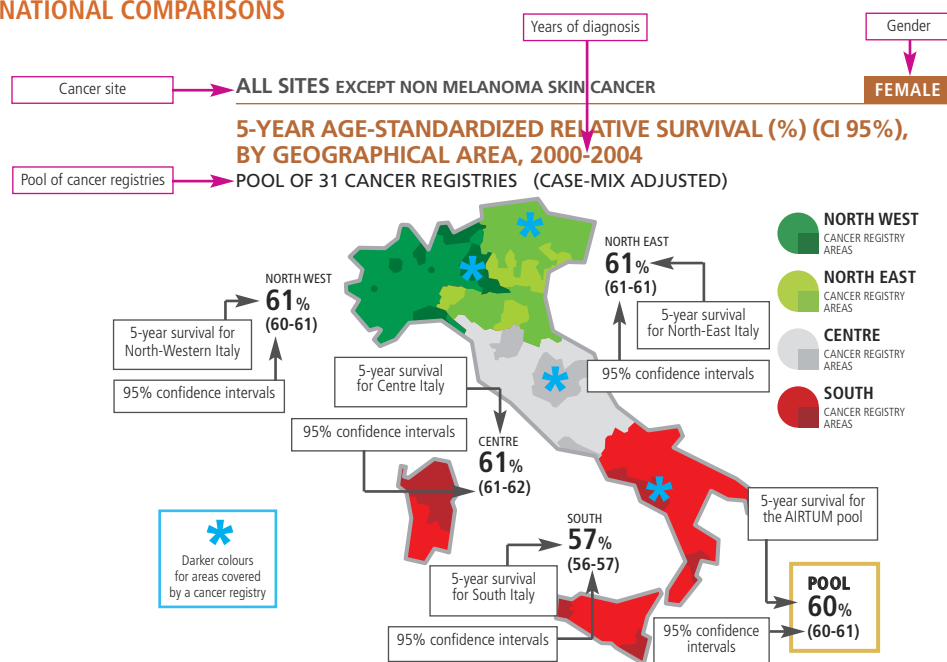 NATIONAL COMPARISONS
Years of diagnosis
Gender
Cancer site
ALL SITES EXCEPT NON MELANOMA SKIN CANCER
FEMALE
5-YEAR AGE-STANDARDIZED RELATIVE SURVIVAL (%) (CI 95%),
BY GEOGRAPHICAL AREA, 2000-2004
Pool of cancer registries
POOL OF 31 CANCER REGISTRIES (CASE-MIX ADJUSTED)
NORTH WEST
CANCER REGISTRY
AREAS
NORTH EAST
CANCER REGISTRY
AREAS
CENTRE
CANCER REGISTRY
AREAS
SOUTH
CANCER REGISTRY
AREAS
NORTH EAST
61%
(61-61)
5-year survival
for North-East Italy
95% confidence intervals
NORTH WEST
61%
(60-61)
5-year survival for
North-Western Italy
95% confidence intervals
5-year survival
for Centre Italy
95% confidence intervals
CENTRE
61%
(61-62)
*
Darker colours
for areas covered
by a cancer registry
SOUTH
57%
(56-57)
5-year survival
for South Italy
95% confidence intervals
5-year survival for
the AIRTUM pool
POOL
60%
(60-61)
95% confidence
intervals